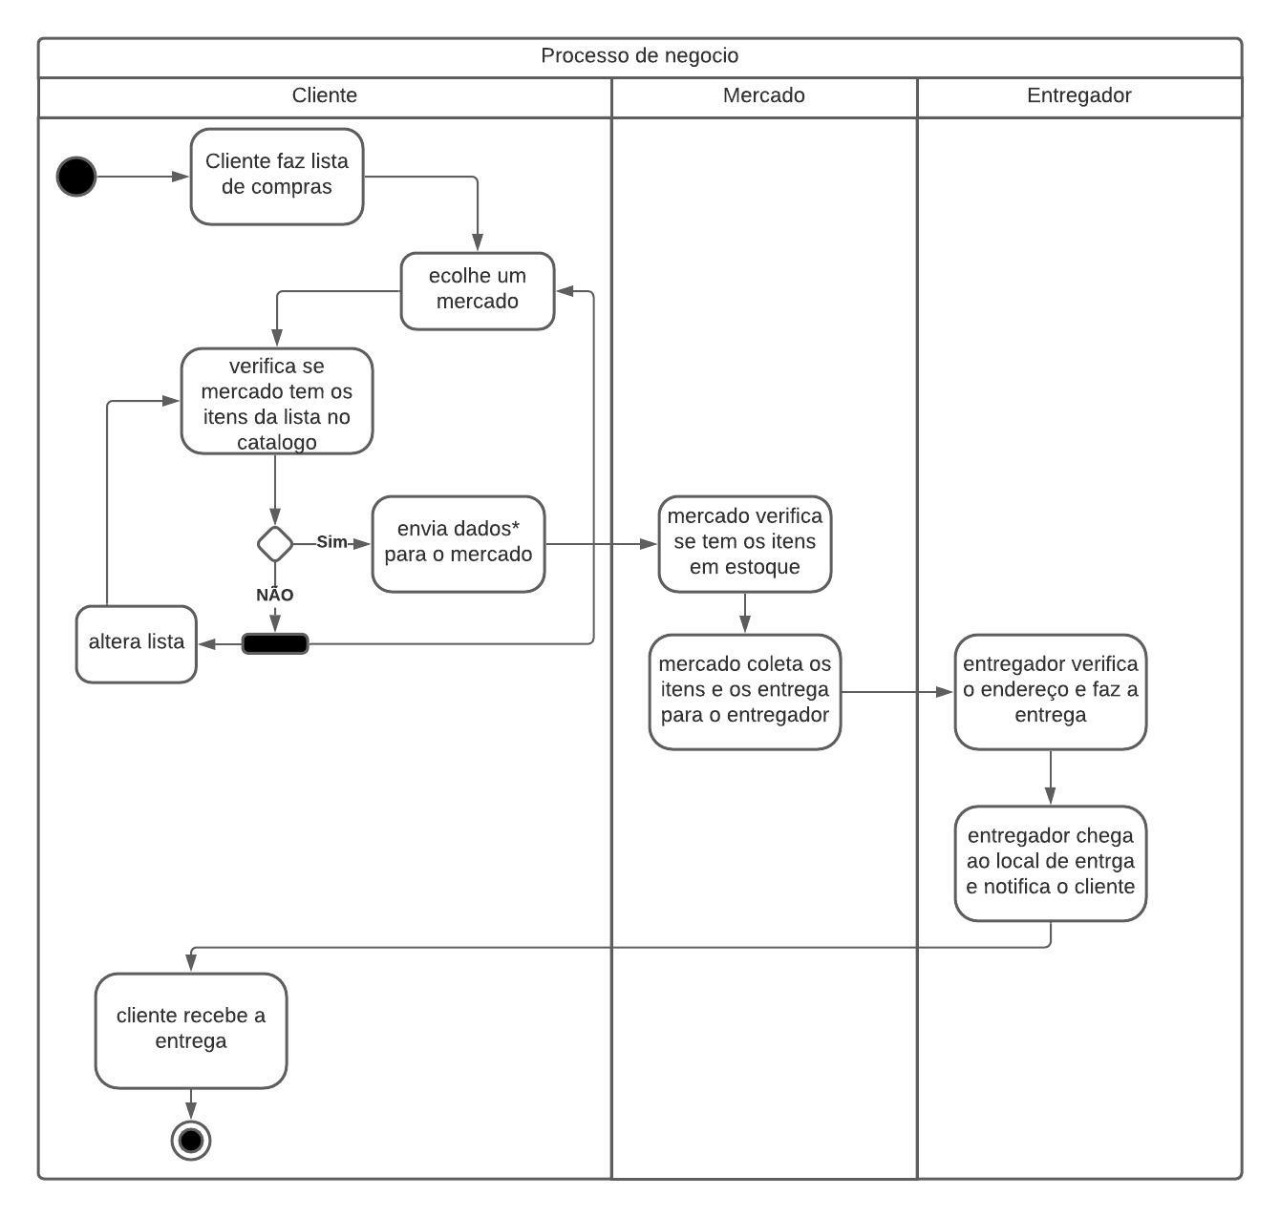 Processo de negocio
Cliente
Mercado
Entregador
Cliente faz lista
de compras
ecolhe um
mercado
verifica se
mercado tem os
itens da lista no
catalogo
Sim
envia dados*
para o mercado
NÃO
altera lista
mercado verifica
se tem os itens
em estoque
mercado coleta os
itens e os entrega
para o entregador
entregador verifica
o endereço e faz a
entrega
entregador chega
ao local de entrga
e notifica o cliente
cliente recebe a
entrega